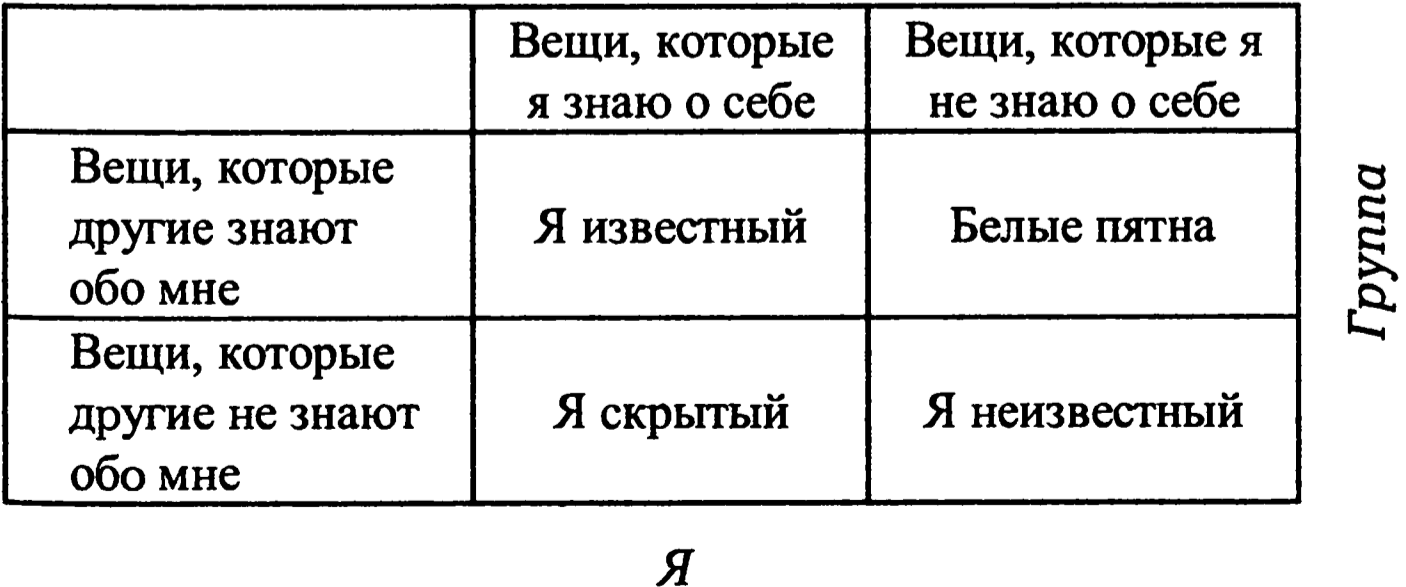 Вещи, которые
я знаю о себе
Вещи, которые я
не знаю о себе
Вещи, которые
другие знают
обо мне
Я известный
Белые пятна
Вещи, которые
другие не знают
обо мне
Я скрытый
Я неизвестный
Группа
Я